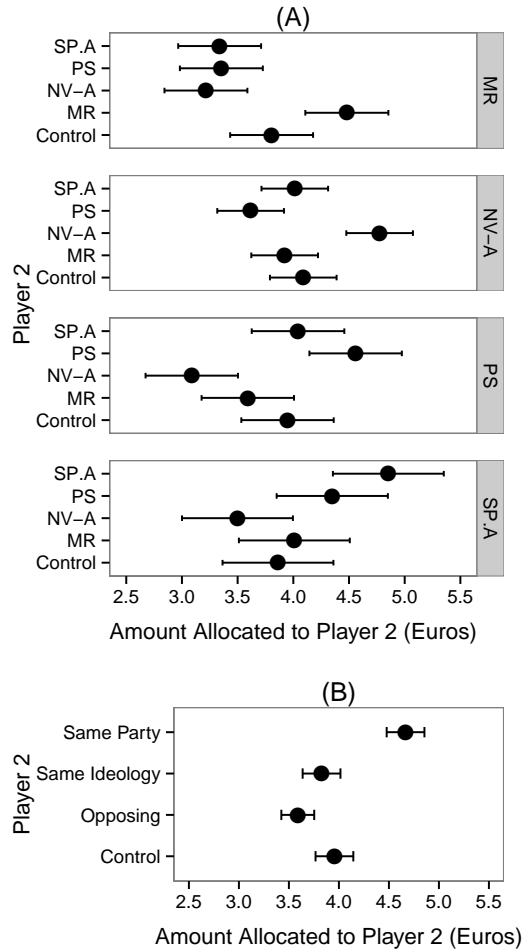 (A)
SP.A
PS
NV−A
MR
Control
MR
SP.A
PS
NV−A
MR
Control
NV−A
SP.A
PS
NV−A
MR
Control
PS
SP.A
PS
NV−A
MR
Control
SP.A
Player 2
2.5 3.0 3.5 4.0 4.5 5.0 5.5
Amount Allocated to Player 2 (Euros)
(B)
Same Party
Same Ideology
Opposing
Control
Player 2
2.5 3.0 3.5 4.0 4.5 5.0 5.5
Amount Allocated to Player 2 (Euros)